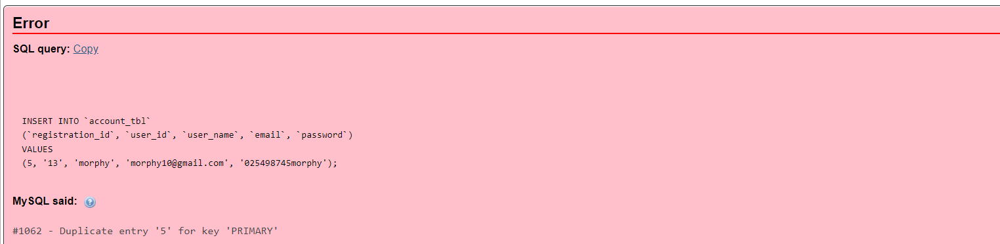 Error
SQL query: Copy
INSERT INTO `account_tbl`
(`registration_id`, `user_id`, `user_name`, `email`, `password`)
VALUES
(5, '13', 'morphy', 'morphy10@gmail.com', '025498745morphy');
MySQL said: ?
#1062 - Duplicate entry '5' for key 'PRIMARY'